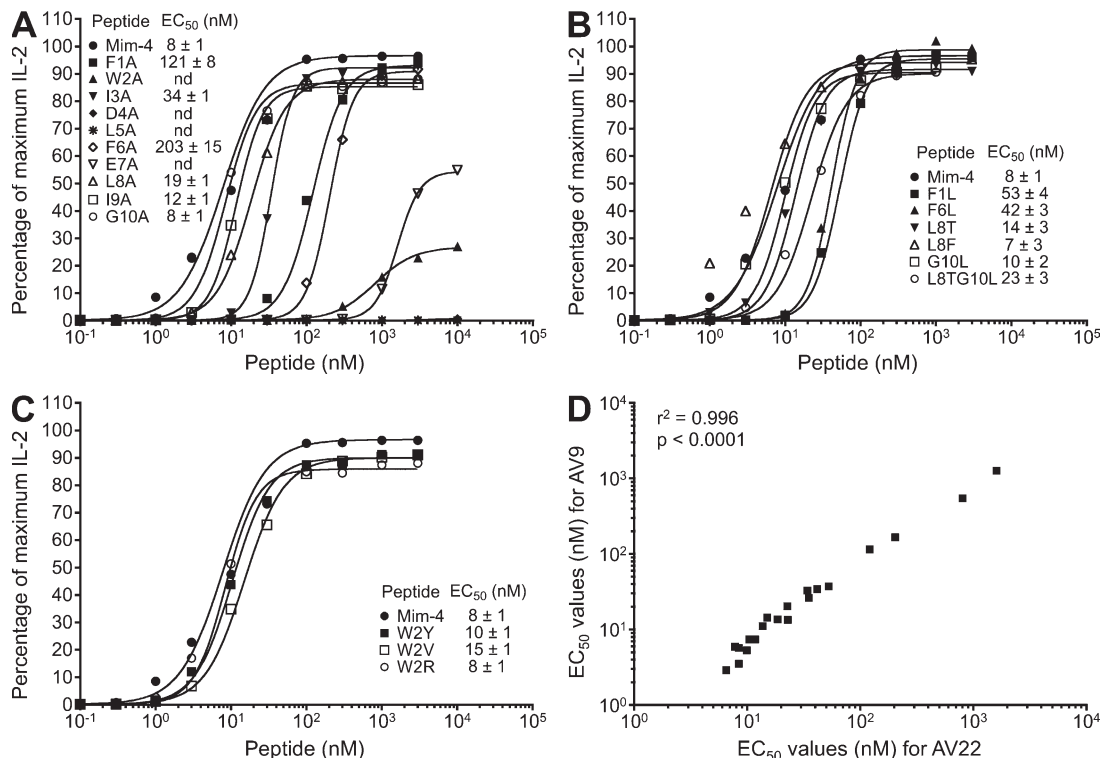 A
Percentage of maximum IL-2
110
100
90
80
70
60
50
40
30
20
10
0
Peptide EC50 (nM)
Mim-4 8 ± 1
F1A 121 ± 8
W2A nd
I3A 34 ± 1
D4A nd
L5A nd
F6A 203 ± 15
E7A nd
L8A 19 ± 1
I9A 12 ± 1
G10A 8 ± 1
10-1 100 101 102 103 104 105
Peptide (nM)
B
Percentage of maximum IL-2
110
100
90
80
70
60
50
40
30
20
10
0
Peptide EC50 (nM)
Mim-4 8 ± 1
F1L 53 ± 4
F6L 42 ± 3
L8T 14 ± 3
L8F 7 ± 3
G10L 10 ± 2
L8TG10L 23 ± 3
10-1 100 101 102 103 104 105
Peptide (nM)
C
Percentage of maximum IL-2
110
100
90
80
70
60
50
40
30
20
10
0
Peptide EC50 (nM)
Mim-4 8 ± 1
W2Y 10 ± 1
W2V 15 ± 1
W2R 8 ± 1
10-1 100 101 102 103 104 105
Peptide (nM)
D
EC50 values (nM) for AV9
104
103
102
101
100
r2 = 0.996
p < 0.0001
100 101 102 103 104
EC50 values (nM) for AV22